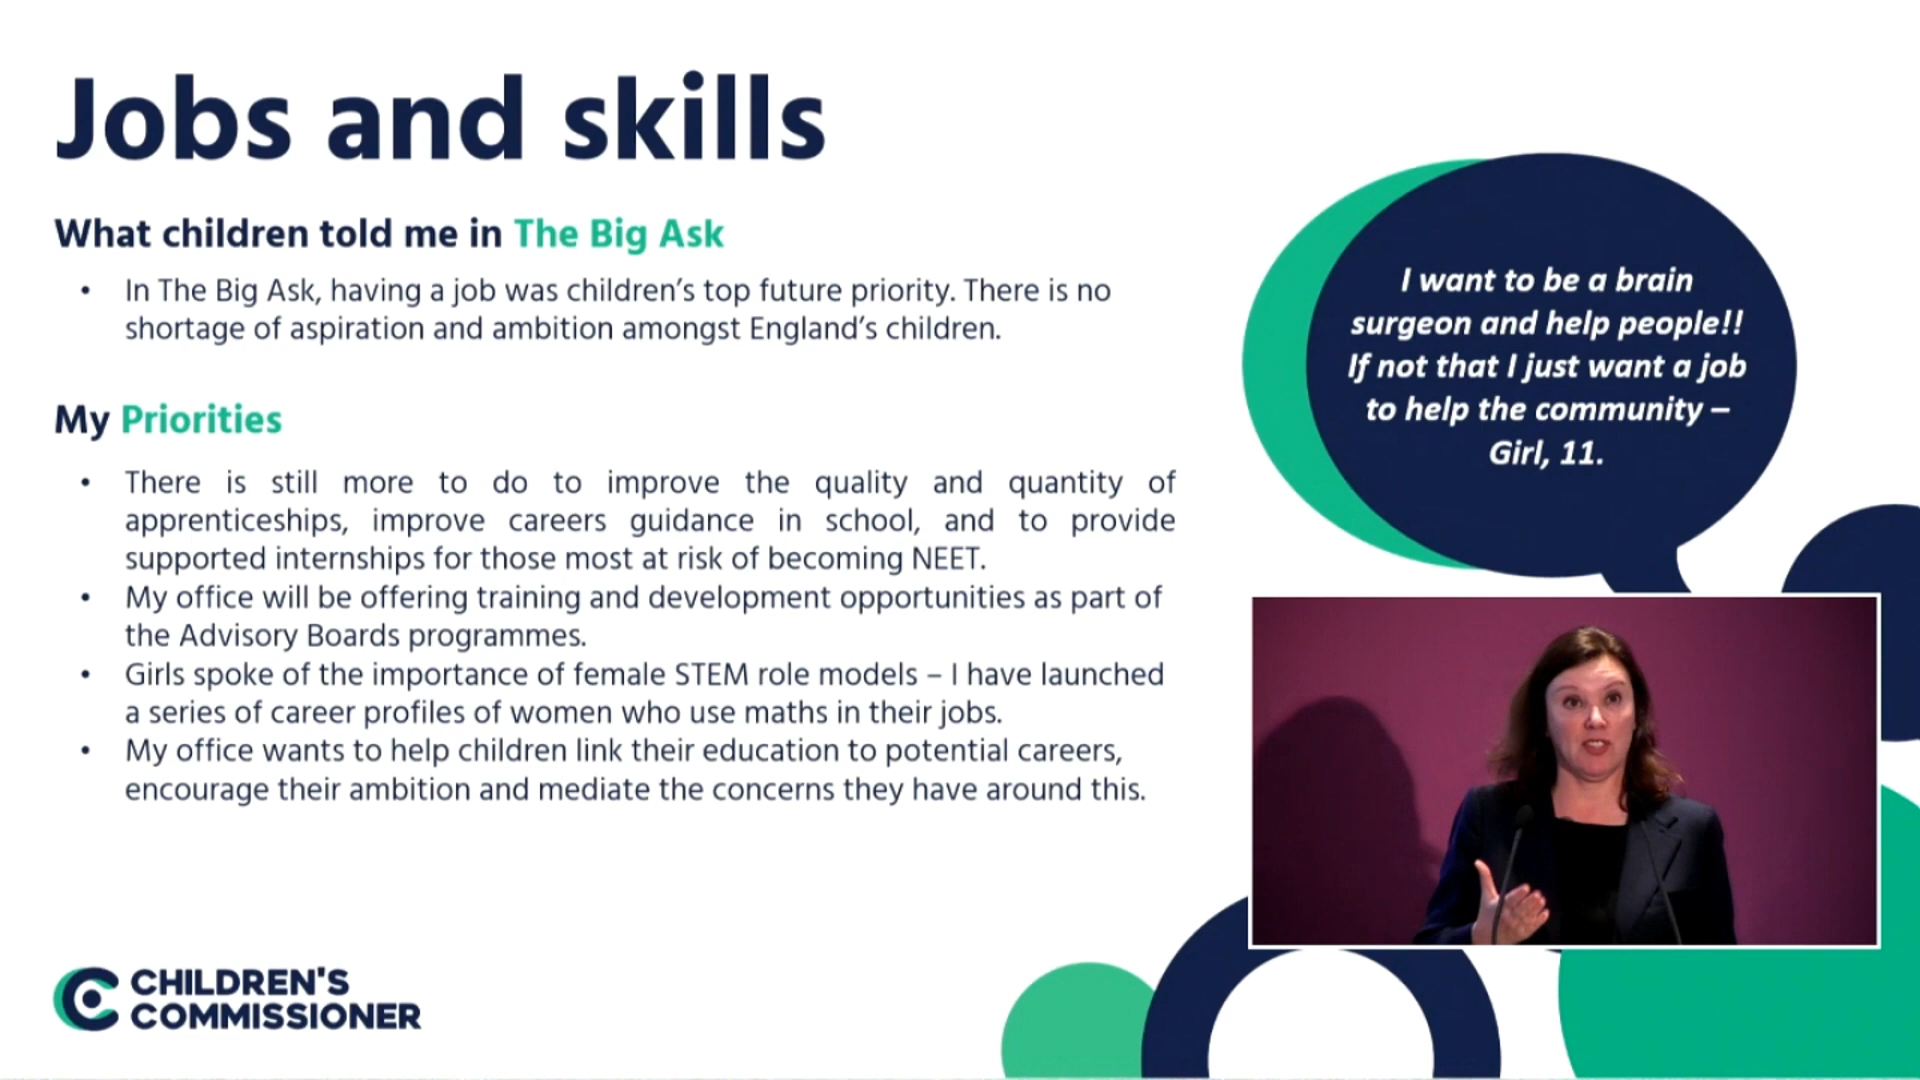 Jobs and skills
What children told me in The Big Ask
• In The Big Ask, having a job was children’s top future priority. There is no
shortage of aspiration and ambition amongst England’s children.
My Priorities
• There is still more to do to improve the quality and quantity of
apprenticeships, improve careers guidance in school, and to provide
supported internships for those most at risk of becoming NEET.
• My office will be offering training and development opportunities as part of
the Advisory Boards programmes.
• Girls spoke of the importance of female STEM role models – I have launched
a series of career profiles of women who use maths in their jobs.
• My office wants to help children link their education to potential careers,
encourage their ambition and mediate the concerns they have around this.
I want to be a brain
surgeon and help people!!
If not that I just want a job
to help the community –
Girl, 11.
CHILDREN'S
COMMISSIONER